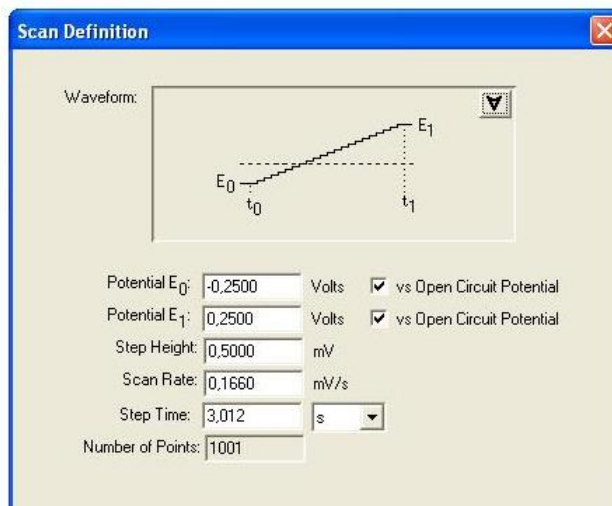 Scan Definition
Waveform:
E1
E0
t0
t1
Potential E0: -0,2500 Volts vs Open Circuit Potential
Potential E1: 0,2500 Volts vs Open Circuit Potential
Step Height: 0,5000 mV
Scan Rate: 0,1660 mV/s
Step Time: 3,012 s
Number of Points: 1001